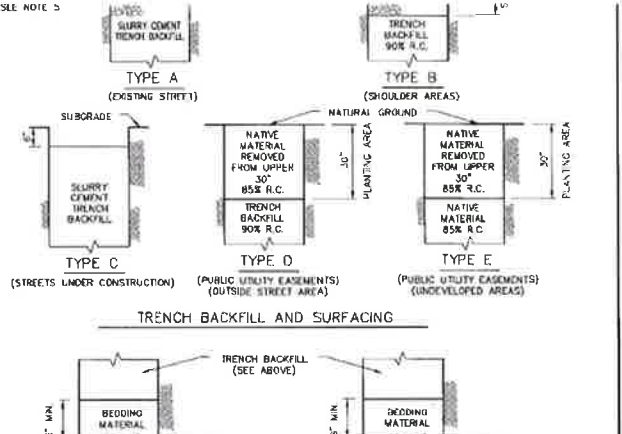 SEE NOTE 5
SLURRY CEMENT
TRENCH BACKFILL
TYPE A
(EXISTING STREET)
TRENCH
BACKFILL
90% R.C.
TYPE B
(SHOULDER AREAS)
SUBGRADE
6"
SLURRY
CEMENT
TRENCH
BACKFILL
TYPE C
(STREETS UNDER CONSTRUCTION)
NATURAL GROUND
NATIVE
MATERIAL
REMOVED
FROM UPPER
30"
85% R.C.
TRENCH
BACKFILL
90% R.C.
30"
PLANTING AREA
TYPE D
(PUBLIC UTILITY EASEMENTS)
(OUTSIDE STREET AREA)
NATIVE
MATERIAL
REMOVED
FROM UPPER
30"
85% R.C.
NATIVE
MATERIAL
85% R.C.
30"
PLANTING AREA
TYPE E
(PUBLIC UTILITY EASEMENTS)
(UNDEVELOPED AREAS)
TRENCH BACKFILL AND SURFACING
TRENCH BACKFILL
(SEE ABOVE)
BEDDING
MATERIAL
MIN.
BEDDING
MATERIAL
MIN.